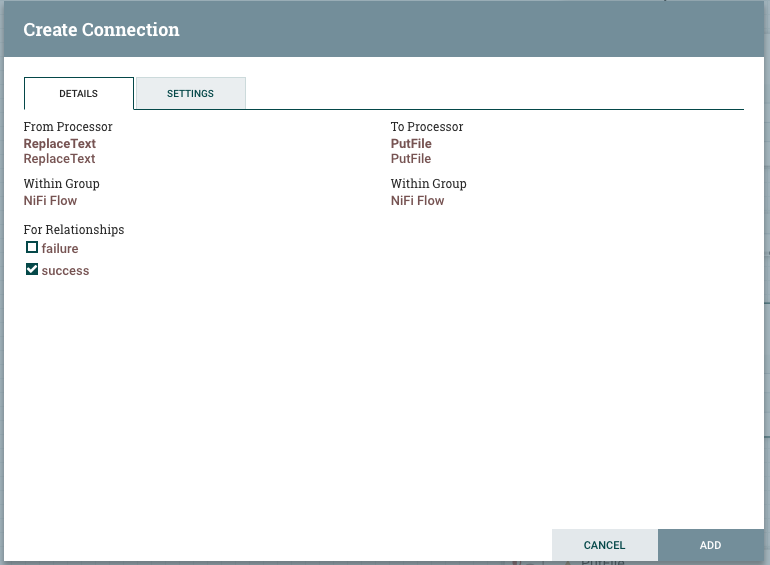 Create Connection
DETAILS
SETTINGS
From Processor
ReplaceText
ReplaceText
Within Group
NiFi Flow
To Processor
PutFile
PutFile
Within Group
NiFi Flow
For Relationships
failure
success
CANCEL
ADD
PutFile